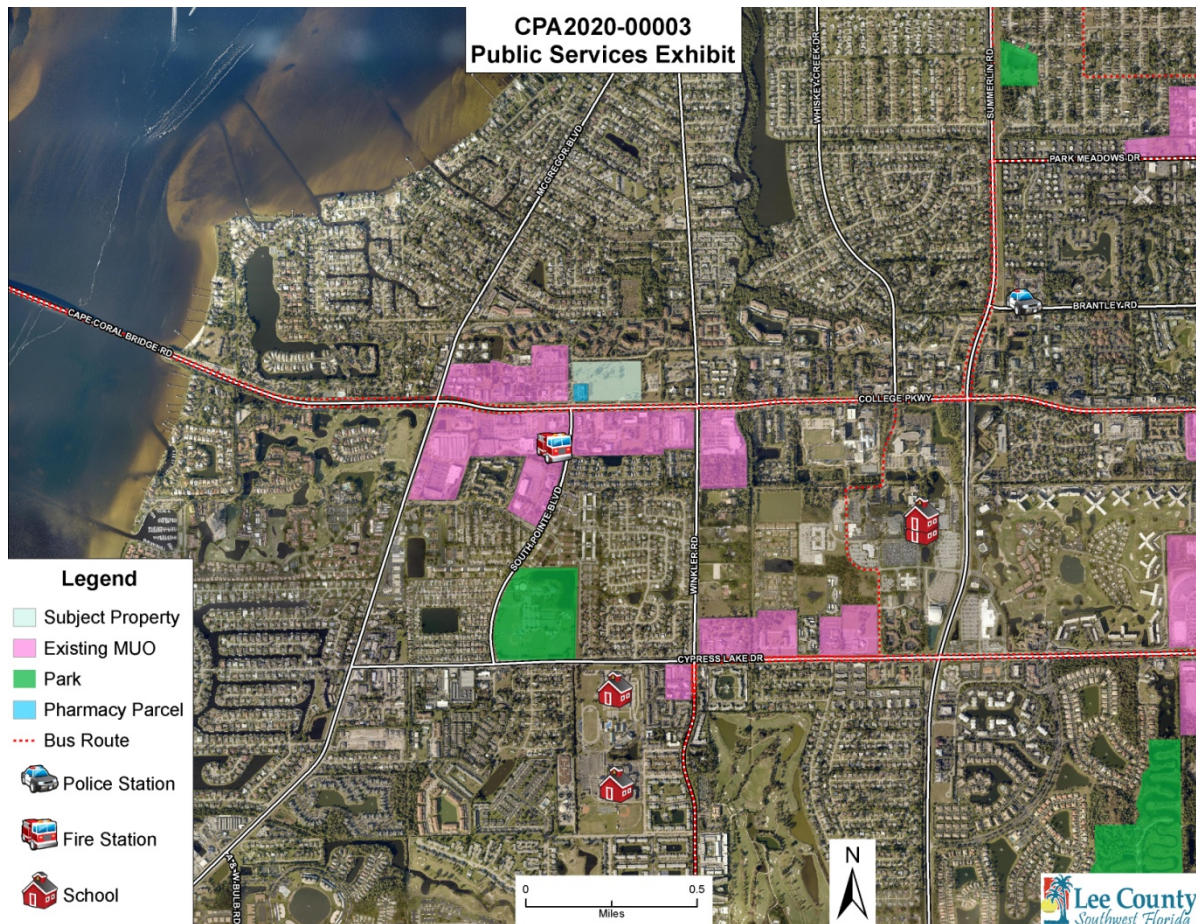 CPA2020-00003
Public Services Exhibit
WHISKEY CREEK DR
SUMMERLIN RD
MCGREGOR BLVD
PARK MEADOWS DR
BRANTLEY RD
CAPE CORAL BRIDGE RD
COLLEGE PKWY
SOUTH POINTE BLVD
WINKLER RD
CYPRESS LAKE DR
A & W BULB RD
Legend
Subject Property
Existing MUO
Park
Pharmacy Parcel
Bus Route
Police Station
Fire Station
School
0 0.5
Miles
N
Lee County
Southwest Florida